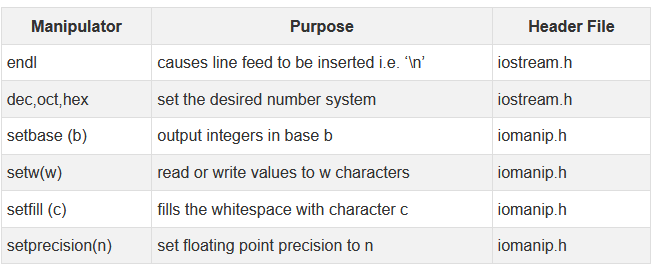 Manipulator Purpose Header File
endl causes line feed to be inserted i.e. ‘\n’ iostream.h
dec,oct,hex set the desired number system iostream.h
setbase (b) output integers in base b iomanip.h
setw(w) read or write values to w characters iomanip.h
setfill (c) fills the whitespace with character c iomanip.h
setprecision(n) set floating point precision to n iomanip.h